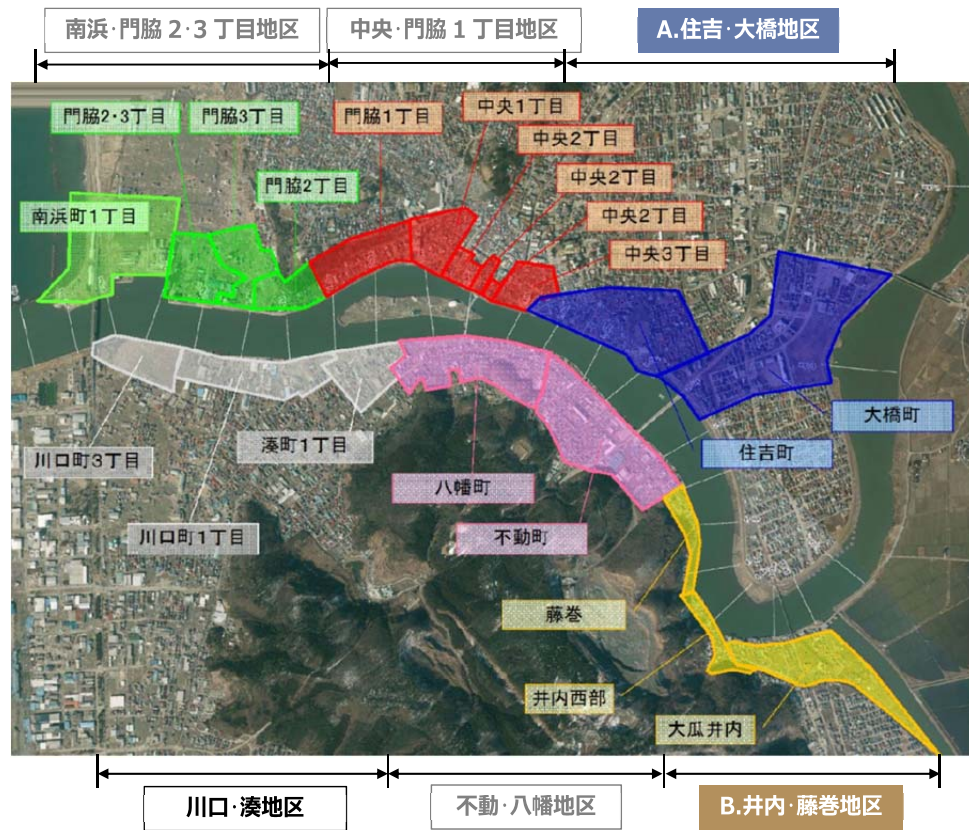 南浜・門脇2・3丁目地区
中央・門脇1丁目地区
A.住吉・大橋地区
門脇2・3丁目
門脇3丁目
門脇1丁目
中央1丁目
中央2丁目
中央2丁目
門脇2丁目
中央2丁目
南浜町1丁目
中央3丁目
大橋町
湊町1丁目
住吉町
川口町3丁目
八幡町
川口町1丁目
不動町
藤巻
井内西部
大瓜井内
川口・湊地区
不動・八幡地区
B.井内・藤巻地区